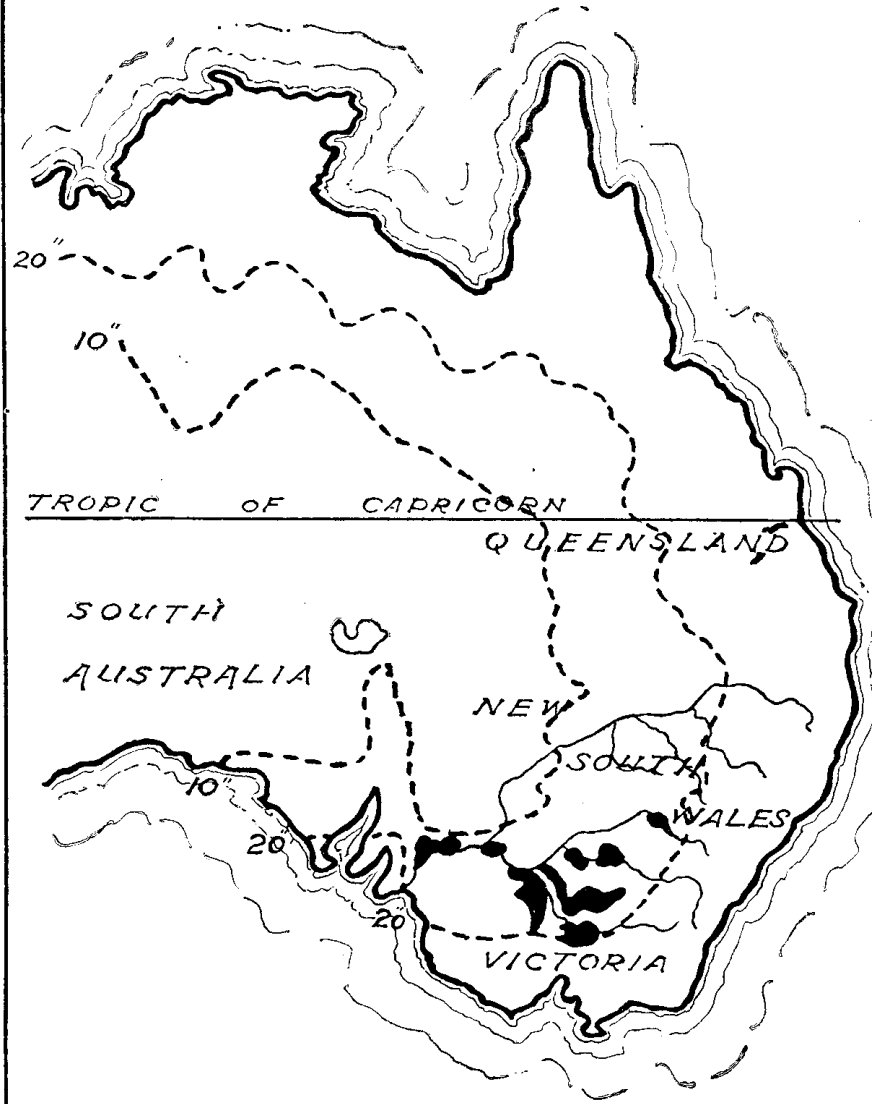 20"
10"
TROPIC OF CAPRICORN
QUEENSLAND
SOUTH
AUSTRALIA
NEW
SOUTH
WALES
10"
20"
20"
VICTORIA